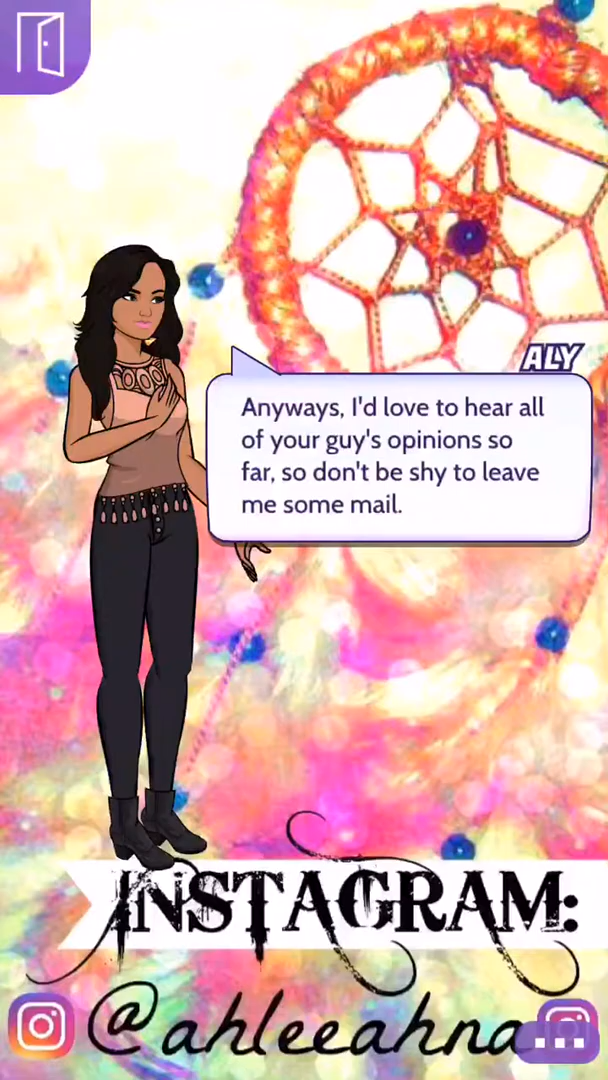 ALY
Anyways, I'd love to hear all
of your guy's opinions so
far, so don't be shy to leave
me some mail.
INSTAGRAM:
@ahleeahna